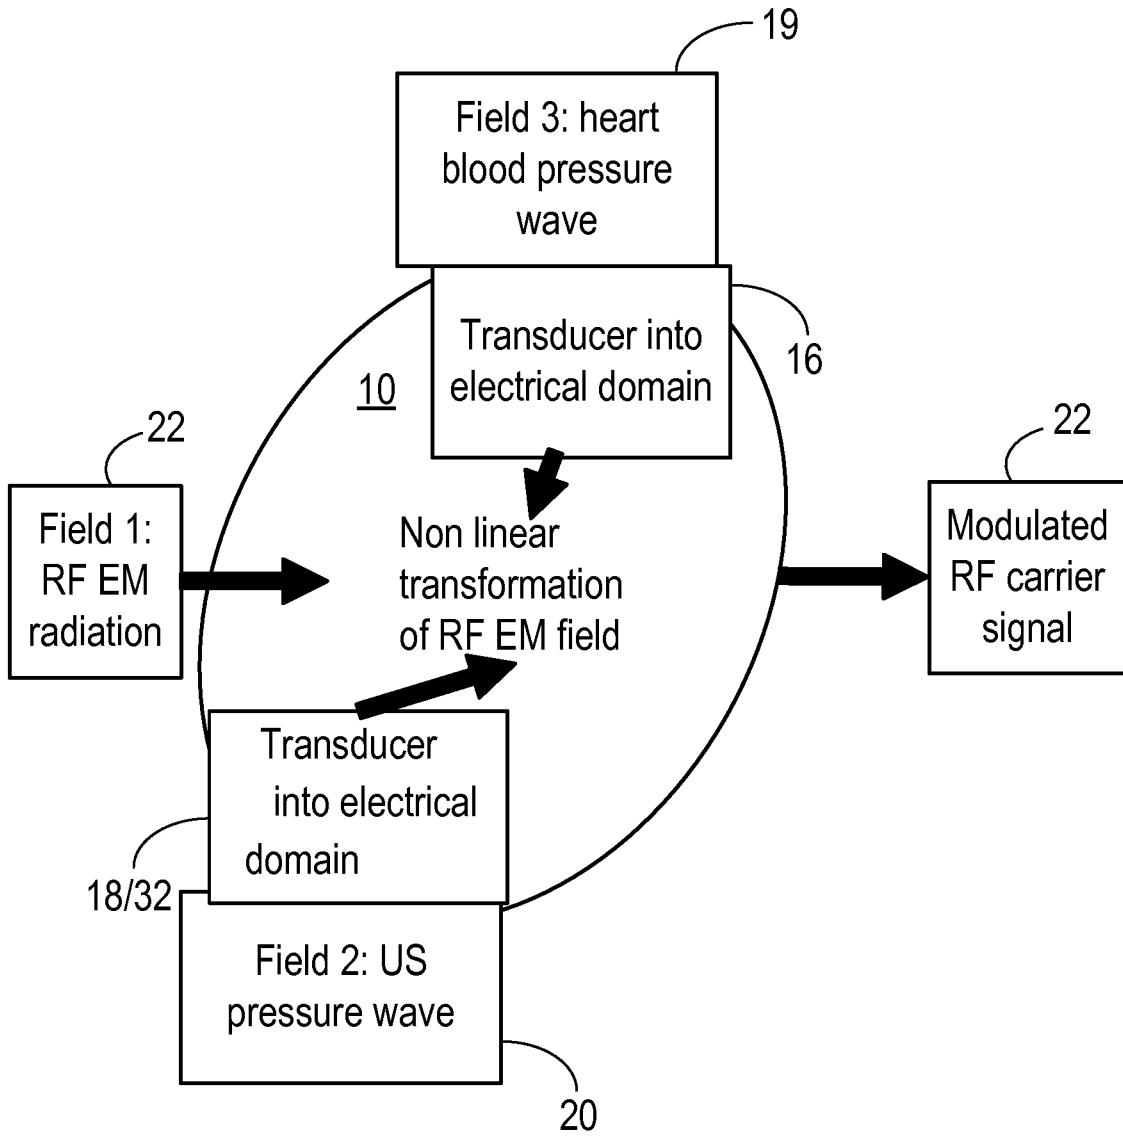 19
Field 3: heart
blood pressure
wave
Transducer into
electrical domain
16
10
22
Field 1:
RF EM
radiation
Non linear
transformation
of RF EM field
22
Modulated
RF carrier
signal
Transducer
into electrical
domain
18/32
Field 2: US
pressure wave
20